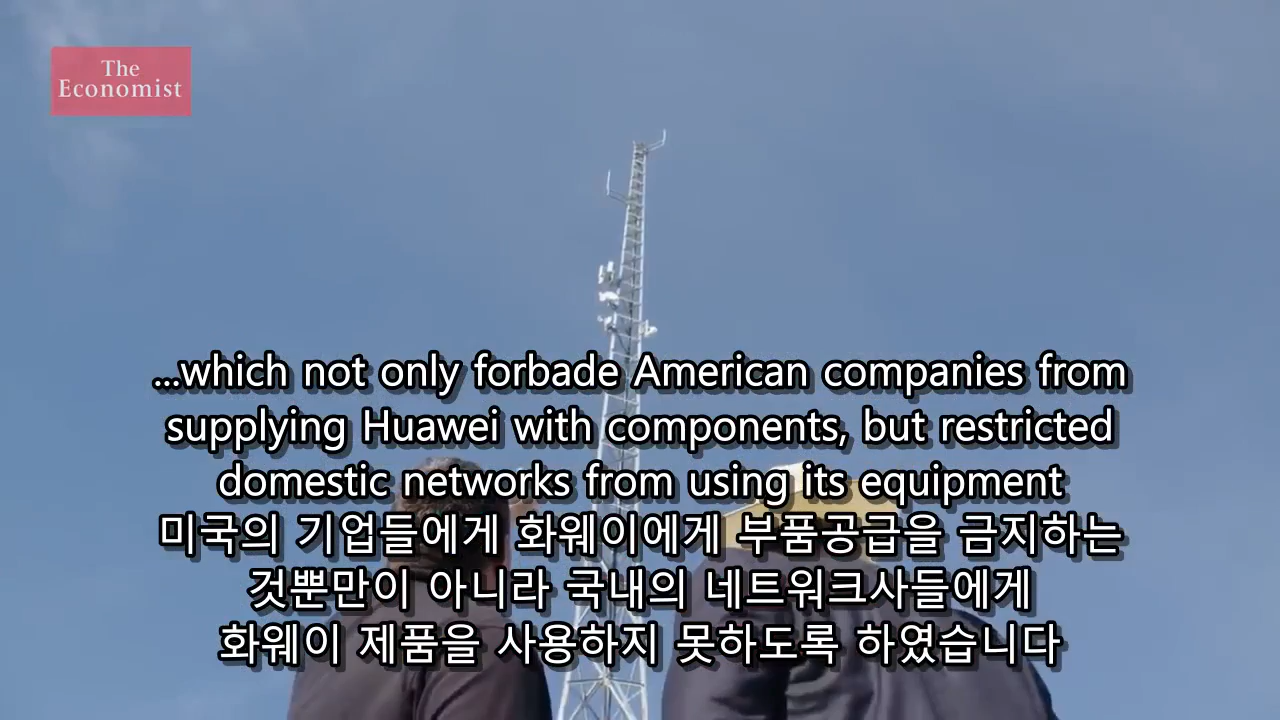 The
Economist
...which not only forbade American companies from
supplying Huawei with components, but restricted
domestic networks from using its equipment
미국의 기업들에게 화웨이에게 부품공급을 금지하는
것뿐만이 아니라 국내의 네트워크사들에게
화웨이 제품을 사용하지 못하도록 하였습니다